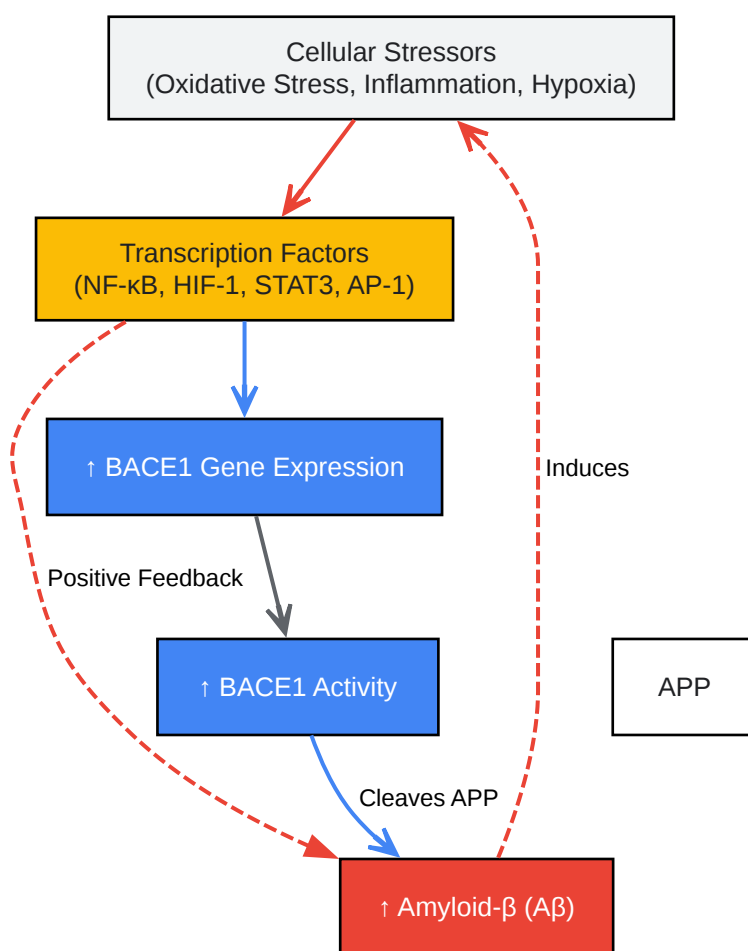 Cellular Stressors
(Oxidative Stress, Inflammation, Hypoxia)
Transcription Factors
(NF-κB, HIF-1, STAT3, AP-1)
↑ BACE1 Gene Expression
Induces
Positive Feedback
↑ BACE1 Activity
APP
Cleaves APP
↑ Amyloid-β (Aβ)